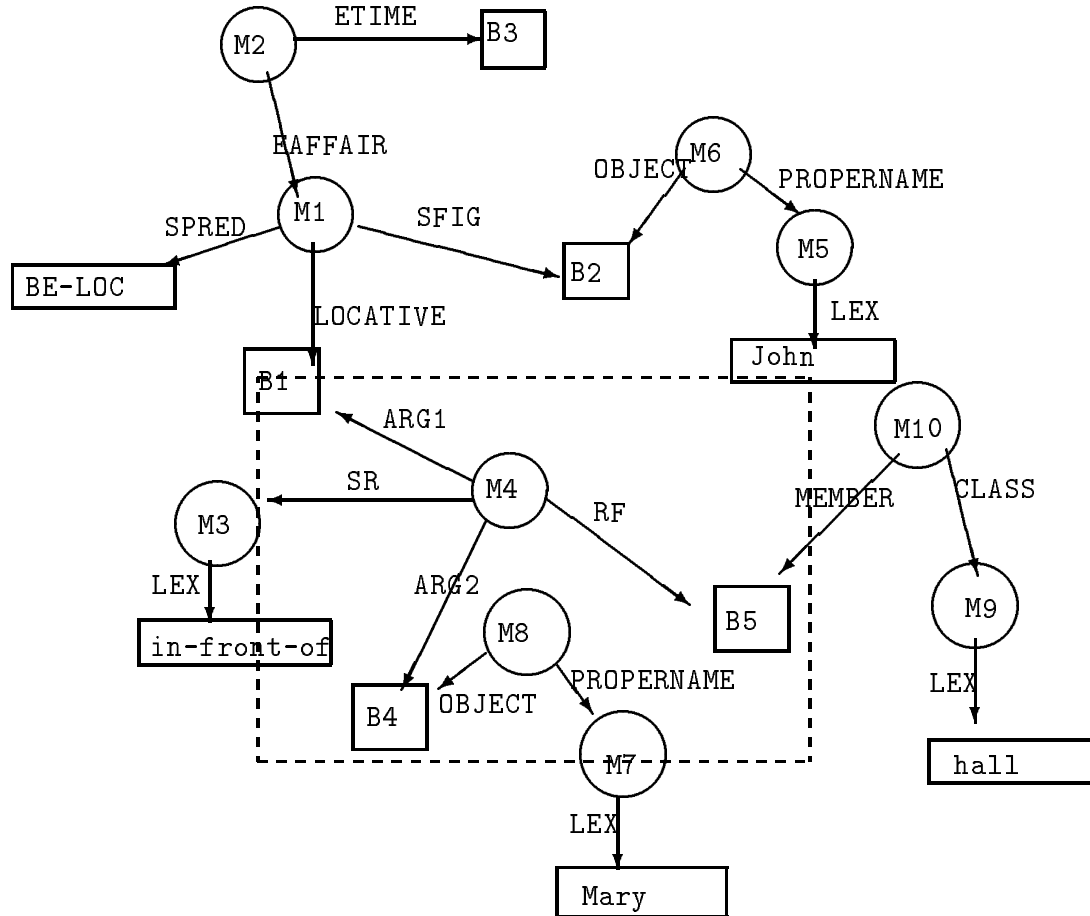 ETIME
M2
B3
EAFFAIR
M6
OBJECT
PROPERNAME
M1
SFIG
SPRED
M5
B2
BE-LOC
LOCATIVE
LEX
John
B1
ARG1
M10
SR
M4
CLASS
MEMBER
RF
M3
LEX
ARG2
M9
B5
M8
in-front-of
PROPERNAME
LEX
OBJECT
B4
M7
hall
LEX
Mary